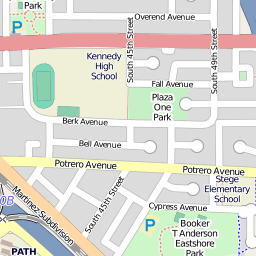 Park
Overend Avenue
P
Kennedy
High
School
South 45th Street
South 49th Street
Fall Avenue
Plaza
One
Park
Berk Avenue
Bell Avenue
Potrero Avenue
Potrero Avenue
Stege
Elementary
School
South 45th Street
Cypress Avenue
Martinez Subdivision
Booker
T Anderson
Eastshore
Park
P
PATH